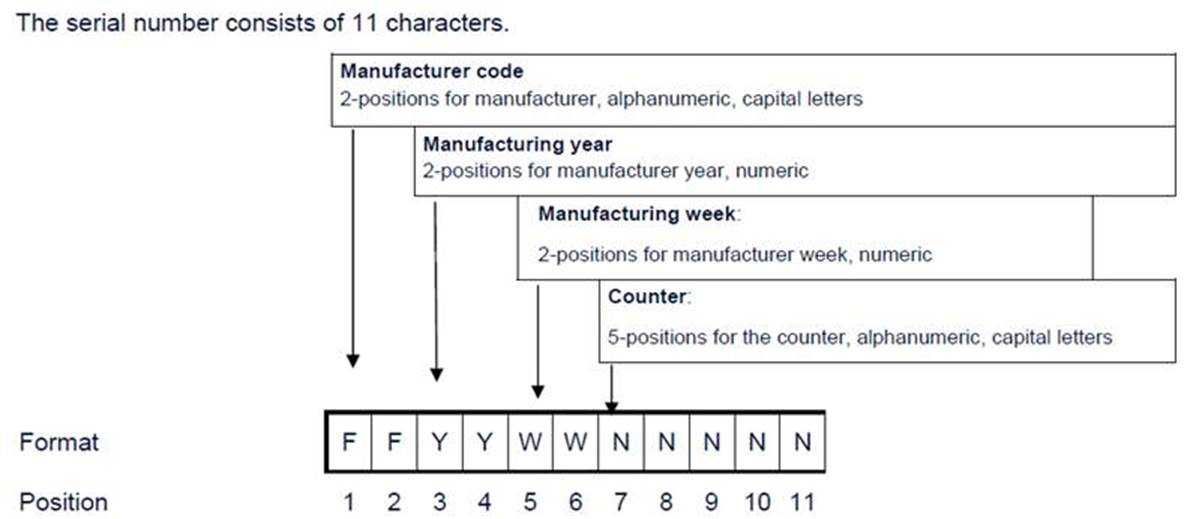 The serial number consists of 11 characters.
Manufacturer code
2-positions for manufacturer, alphanumeric, capital letters
Manufacturing year
2-positions for manufacturer year, numeric
Manufacturing week:
2-positions for manufacturer week, numeric
Counter:
5-positions for the counter, alphanumeric, capital letters
Format F F Y Y W W N N N N N
Position 1 2 3 4 5 6 7 8 9 10 11